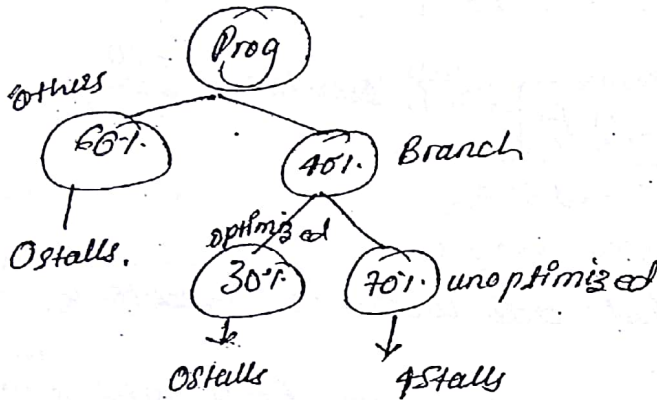 Prog
Others
60%.
40%.
Branch
0stalls.
optimized
30%
70%.
unoptimized
0stalls
4stalls